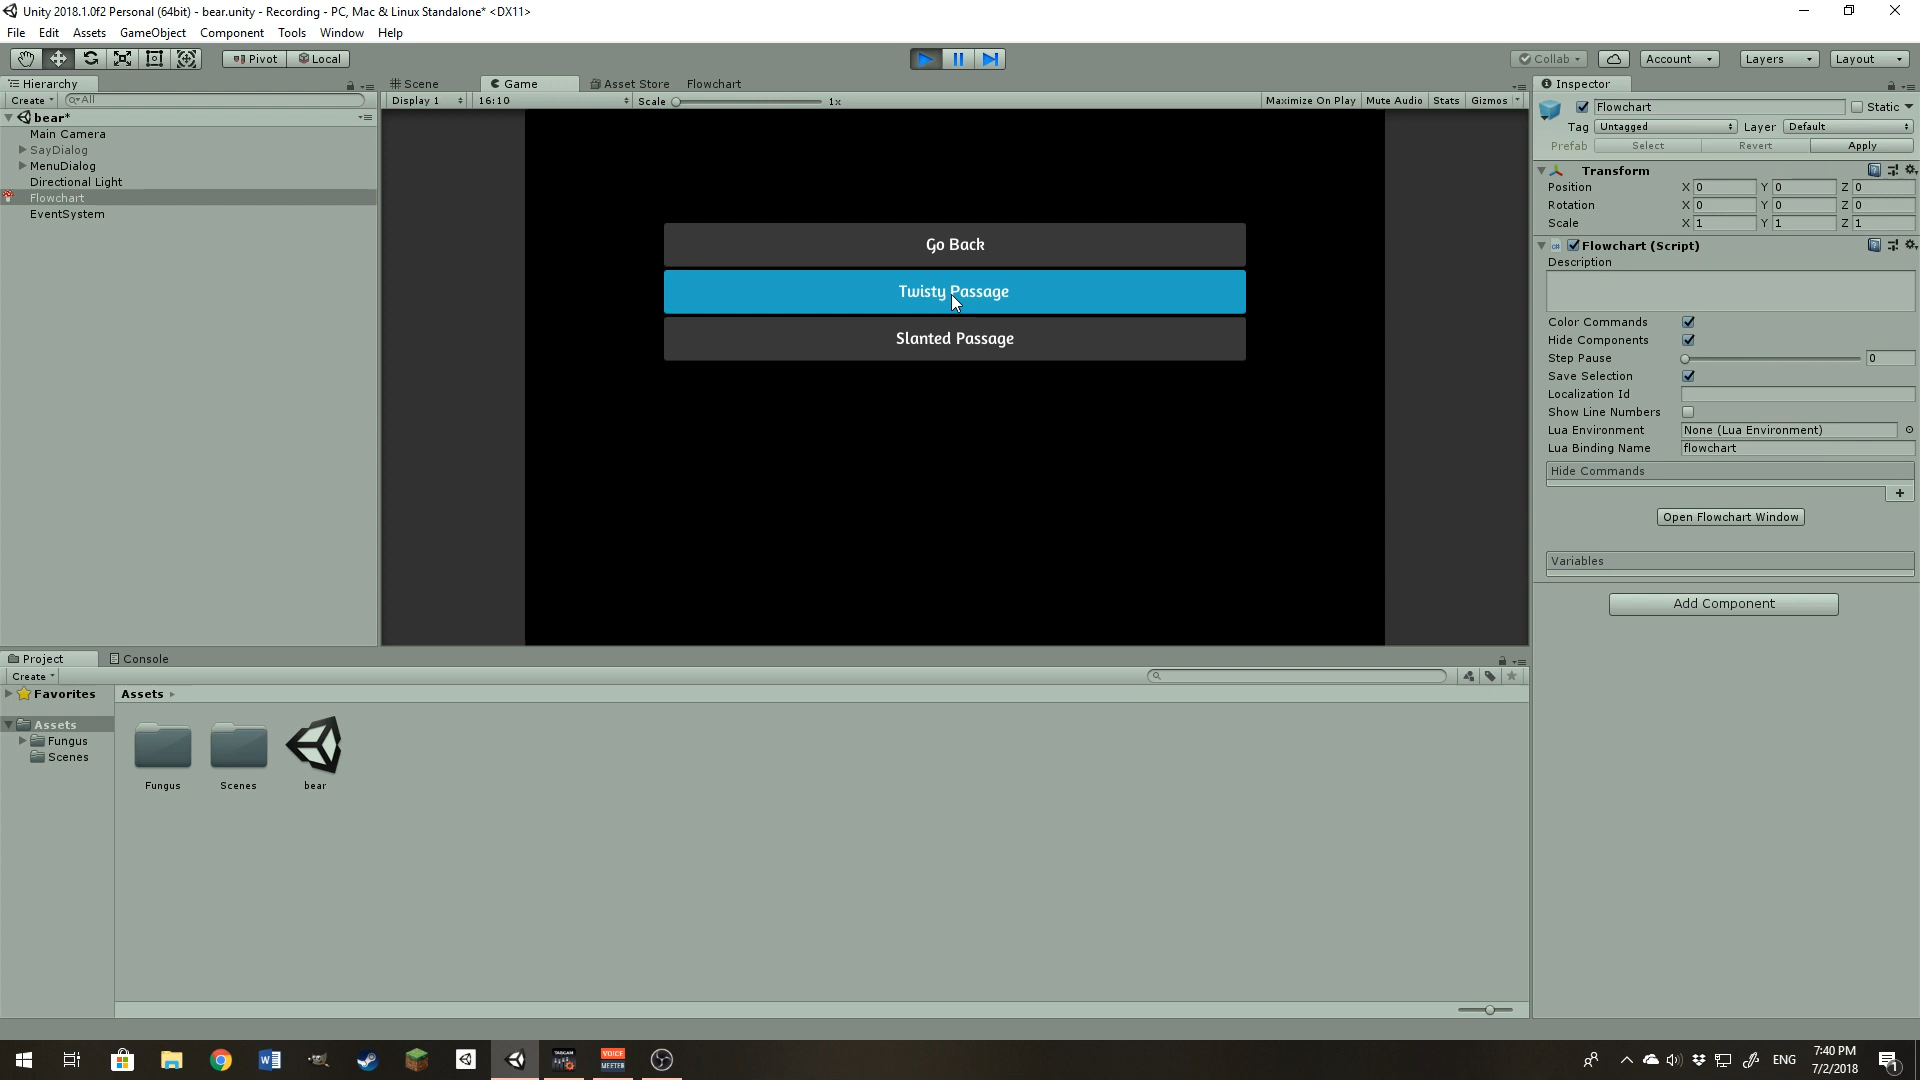 Unity 2018.1.0f2 Personal (64bit) - bear.unity - Recording - PC, Mac & Linux Standalone* <DX11>
File Edit Assets GameObject Component Tools Window Help
Pivot Local Collab Account Layers Layout
Hierarchy
Create All
bear*
Main Camera
SayDialog
MenuDialog
Directional Light
Flowchart
EventSystem
Scene Game Asset Store Flowchart
Display 1 16:10 Scale 1x Maximize On Play Mute Audio Stats Gizmos
Go Back
Twisty Passage
Slanted Passage
Inspector
Flowchart Static
Tag Untagged Layer Default
Prefab Select Revert Apply
Transform
Position X 0 Y 0 Z 0
Rotation X 0 Y 0 Z 0
Scale X 1 Y 1 Z 1
Flowchart (Script)
Description
Color Commands
Hide Components
Step Pause 0
Save Selection
Localization Id
Show Line Numbers
Lua Environment None (Lua Environment)
Lua Binding Name flowchart
Hide Commands
+
Open Flowchart Window
Variables
Add Component
Project Console
Create
Favorites
Assets
Fungus
Scenes
Assets
Fungus Scenes bear
TASCAM
VOICE
MEETER
ENG
7:40 PM
7/2/2018
1